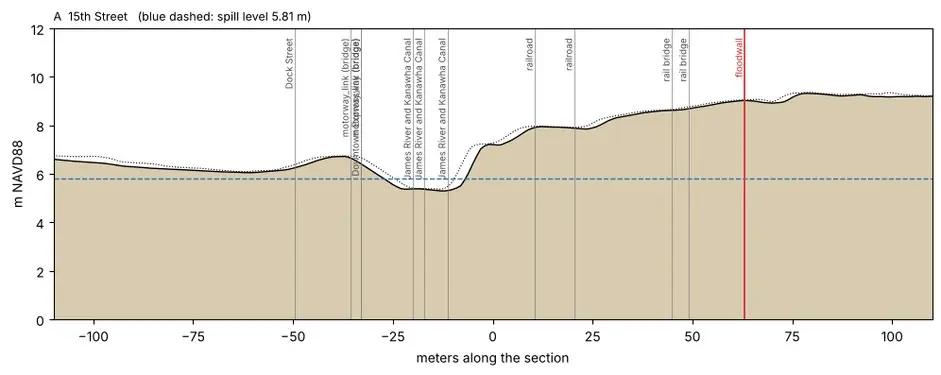 A 15th Street (blue dashed: spill level 5.81 m)
12
10
8
6
4
2
0
m NAVD88
Dock Street
motorway_link (bridge)
James River and Kanawha Canal
James River and Kanawha Canal
James River and Kanawha Canal
railroad
railroad
rail bridge
rail bridge
floodwall
−100
−75
−50
−25
0
25
50
75
100
meters along the section